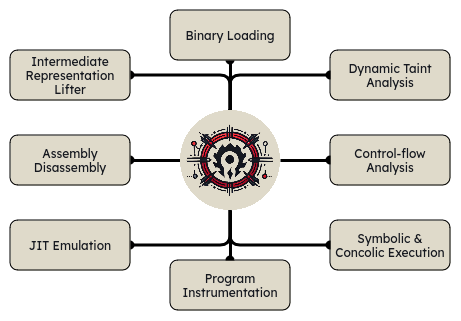 Binary Loading
Intermediate
Representation
Lifter
Dynamic Taint
Analysis
Assembly
Disassembly
Control-flow
Analysis
JIT Emulation
Symbolic &
Concolic Execution
Program
Instrumentation